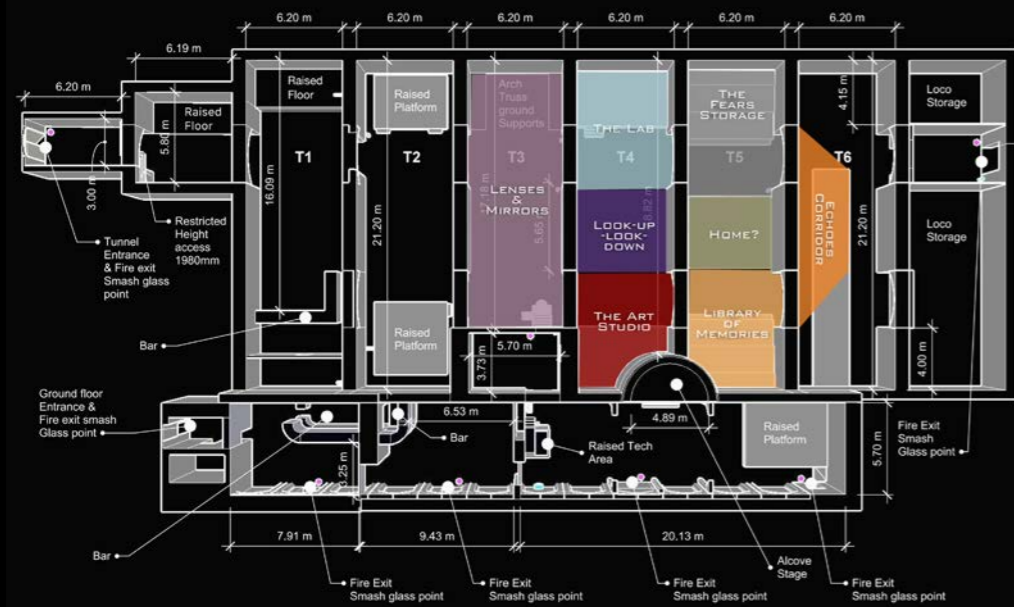 6.20 m
6.20 m
6.20 m
6.20 m
6.20 m
6.20 m
6.19 m
6.20 m
Raised
Floor
5.80 m
3.00 m
Restricted
Height
access
1980mm
Tunnel
Entrance
& Fire exit
Smash glass
point
Raised
Floor
T1
16.09 m
Bar
Raised
Platform
T2
21.20 m
Raised
Platform
Arch
Truss
ground
Supports
T3
17.18 m
Lenses
&
Mirrors
5.65 m
5.70 m
3.73 m
The Lab
T4
Look-up
-look-
down
The Art
Studio
The
Fears
Storage
T5
Home?
Library
of
Memories
4.15 m
T6
Echoes
Corridor
21.20 m
4.00 m
Loco
Storage
Loco
Storage
Fire Exit
Smash
Glass point
Ground floor
Entrance &
Fire exit smash
Glass point
3.25 m
6.53 m
Bar
Raised Tech
Area
4.89 m
Raised
Platform
5.70 m
7.91 m
9.43 m
20.13 m
Bar
Alcove
Stage
Fire Exit
Smash glass point
Fire Exit
Smash glass point
Fire Exit
Smash glass point
Fire Exit
Smash glass point